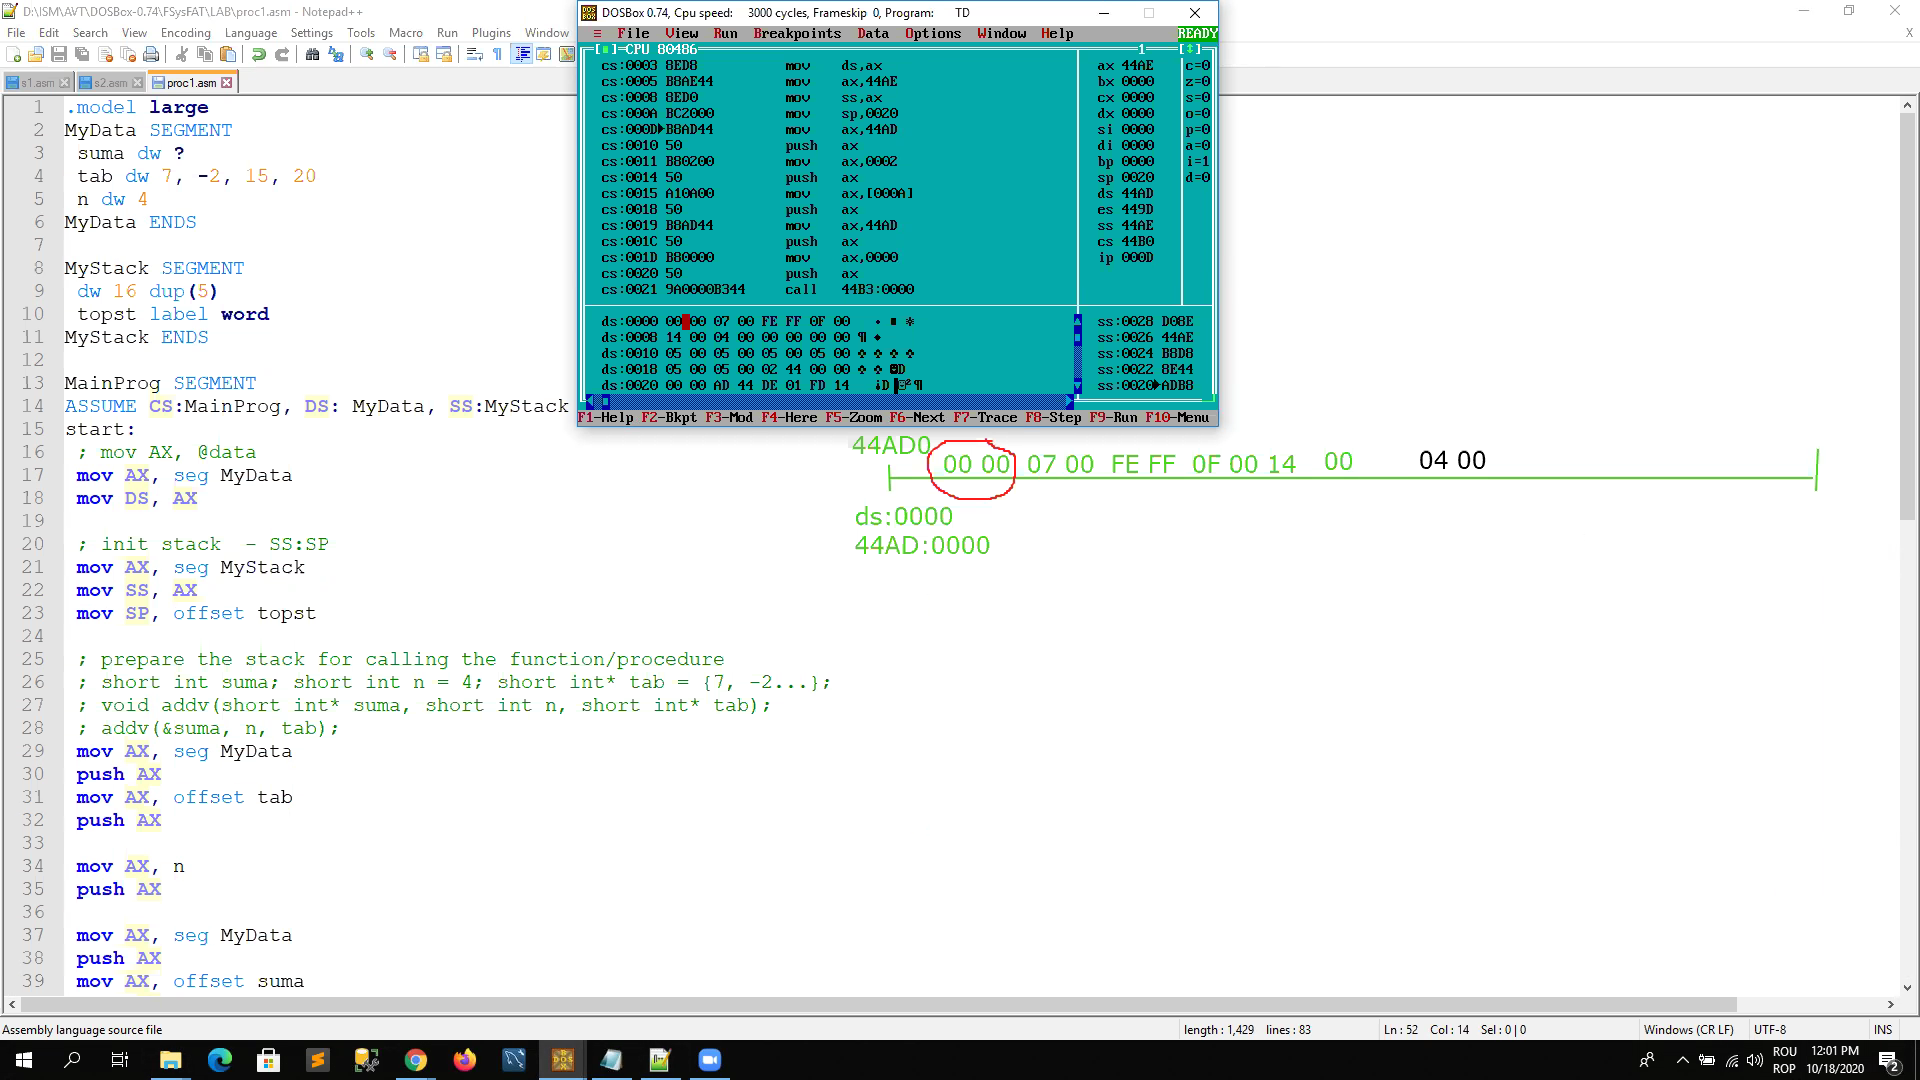 D:\ISM\AVT\DOSBox-0.74\FSysFAT\LAB\proc1.asm - Notepad++
File Edit Search View Encoding Language Settings Tools Macro Run Plugins Window
s1.asm s2.asm proc1.asm
1 .model large
2 MyData SEGMENT
3 suma dw ?
4 tab dw 7, -2, 15, 20
5 n dw 4
6 MyData ENDS
7
8 MyStack SEGMENT
9 dw 16 dup(5)
10 topst label word
11 MyStack ENDS
12
13 MainProg SEGMENT
14 ASSUME CS:MainProg, DS: MyData, SS:MyStack
15 start:
16 ; mov AX, @data
17 mov AX, seg MyData
18 mov DS, AX
19
20 ; init stack - SS:SP
21 mov AX, seg MyStack
22 mov SS, AX
23 mov SP, offset topst
24
25 ; prepare the stack for calling the function/procedure
26 ; short int suma; short int n = 4; short int* tab = {7, -2...};
27 ; void addv(short int* suma, short int n, short int* tab);
28 ; addv(&suma, n, tab);
29 mov AX, seg MyData
30 push AX
31 mov AX, offset tab
32 push AX
33
34 mov AX, n
35 push AX
36
37 mov AX, seg MyData
38 push AX
39 mov AX, offset suma
DOSBox 0.74, Cpu speed: 3000 cycles, Frameskip 0, Program: TD
≡ File View Run Breakpoints Data Options Window Help READY
CPU 80486 1
cs:0003 8ED8 mov ds,ax ax 44AE c=0
cs:0005 B8AE44 mov ax,44AE bx 0000 z=0
cs:0008 8ED0 mov ss,ax cx 0000 s=0
cs:000A BC2000 mov sp,0020 dx 0000 o=0
cs:000D►B8AD44 mov ax,44AD si 0000 p=0
cs:0010 50 push ax di 0000 a=0
cs:0011 B80200 mov ax,0002 bp 0000 i=1
cs:0014 50 push ax sp 0020 d=0
cs:0015 A10A00 mov ax,[000A] ds 44AD
cs:0018 50 push ax es 449D
cs:0019 B8AD44 mov ax,44AD ss 44AE
cs:001C 50 push ax cs 44B0
cs:001D B80000 mov ax,0000 ip 000D
cs:0020 50 push ax
cs:0021 9A0000B344 call 44B3:0000
ds:0000 00 00 07 00 FE FF 0F 00 ss:0028 D08E
ds:0008 14 00 04 00 00 00 00 00 ss:0026 44AE
ds:0010 05 00 05 00 05 00 05 00 ss:0024 B8D8
ds:0018 05 00 05 00 02 44 00 00 ss:0022 8E44
ds:0020 00 00 AD 44 DE 01 FD 14 ss:0020►ADB8
F1-Help F2-Bkpt F3-Mod F4-Here F5-Zoom F6-Next F7-Trace F8-Step F9-Run F10-Menu
44AD0
00 00 07 00 FE FF 0F 00 14 00 04 00
ds:0000
44AD:0000
Assembly language source file length : 1,429 lines : 83 Ln : 52 Col : 14 Sel : 0 | 0 Windows (CR LF) UTF-8 INS
ROU 12:01 PM
ROP 10/18/2020
2